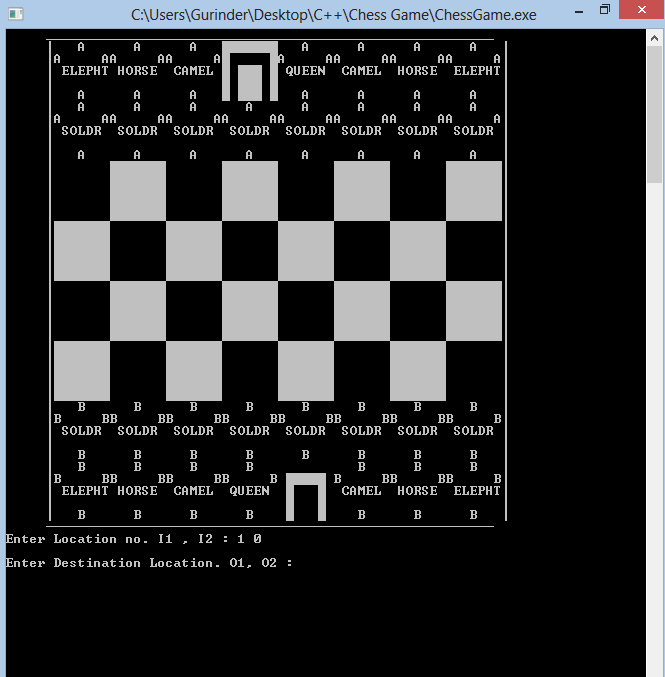 C:\Users\Gurinder\Desktop\C++\Chess Game\ChessGame.exe
A A A A A A A
A AA AA A A AA AA AA A
ELEPHT HORSE CAMEL QUEEN CAMEL HORSE ELEPHT
A A A A A A A
A A A A A A A A
A AA AA AA AA AA AA AA A
SOLDR SOLDR SOLDR SOLDR SOLDR SOLDR SOLDR SOLDR
A A A A A A A A
B B B B B B B B
B BB BB BB BB BB BB BB B
SOLDR SOLDR SOLDR SOLDR SOLDR SOLDR SOLDR SOLDR
B B B B B B B B
B B B B B B B
B BB BB BB B B BB BB B
ELEPHT HORSE CAMEL QUEEN CAMEL HORSE ELEPHT
B B B B B B B
Enter Location no. I1 , I2 : 1 0
Enter Destination Location. O1, O2 :